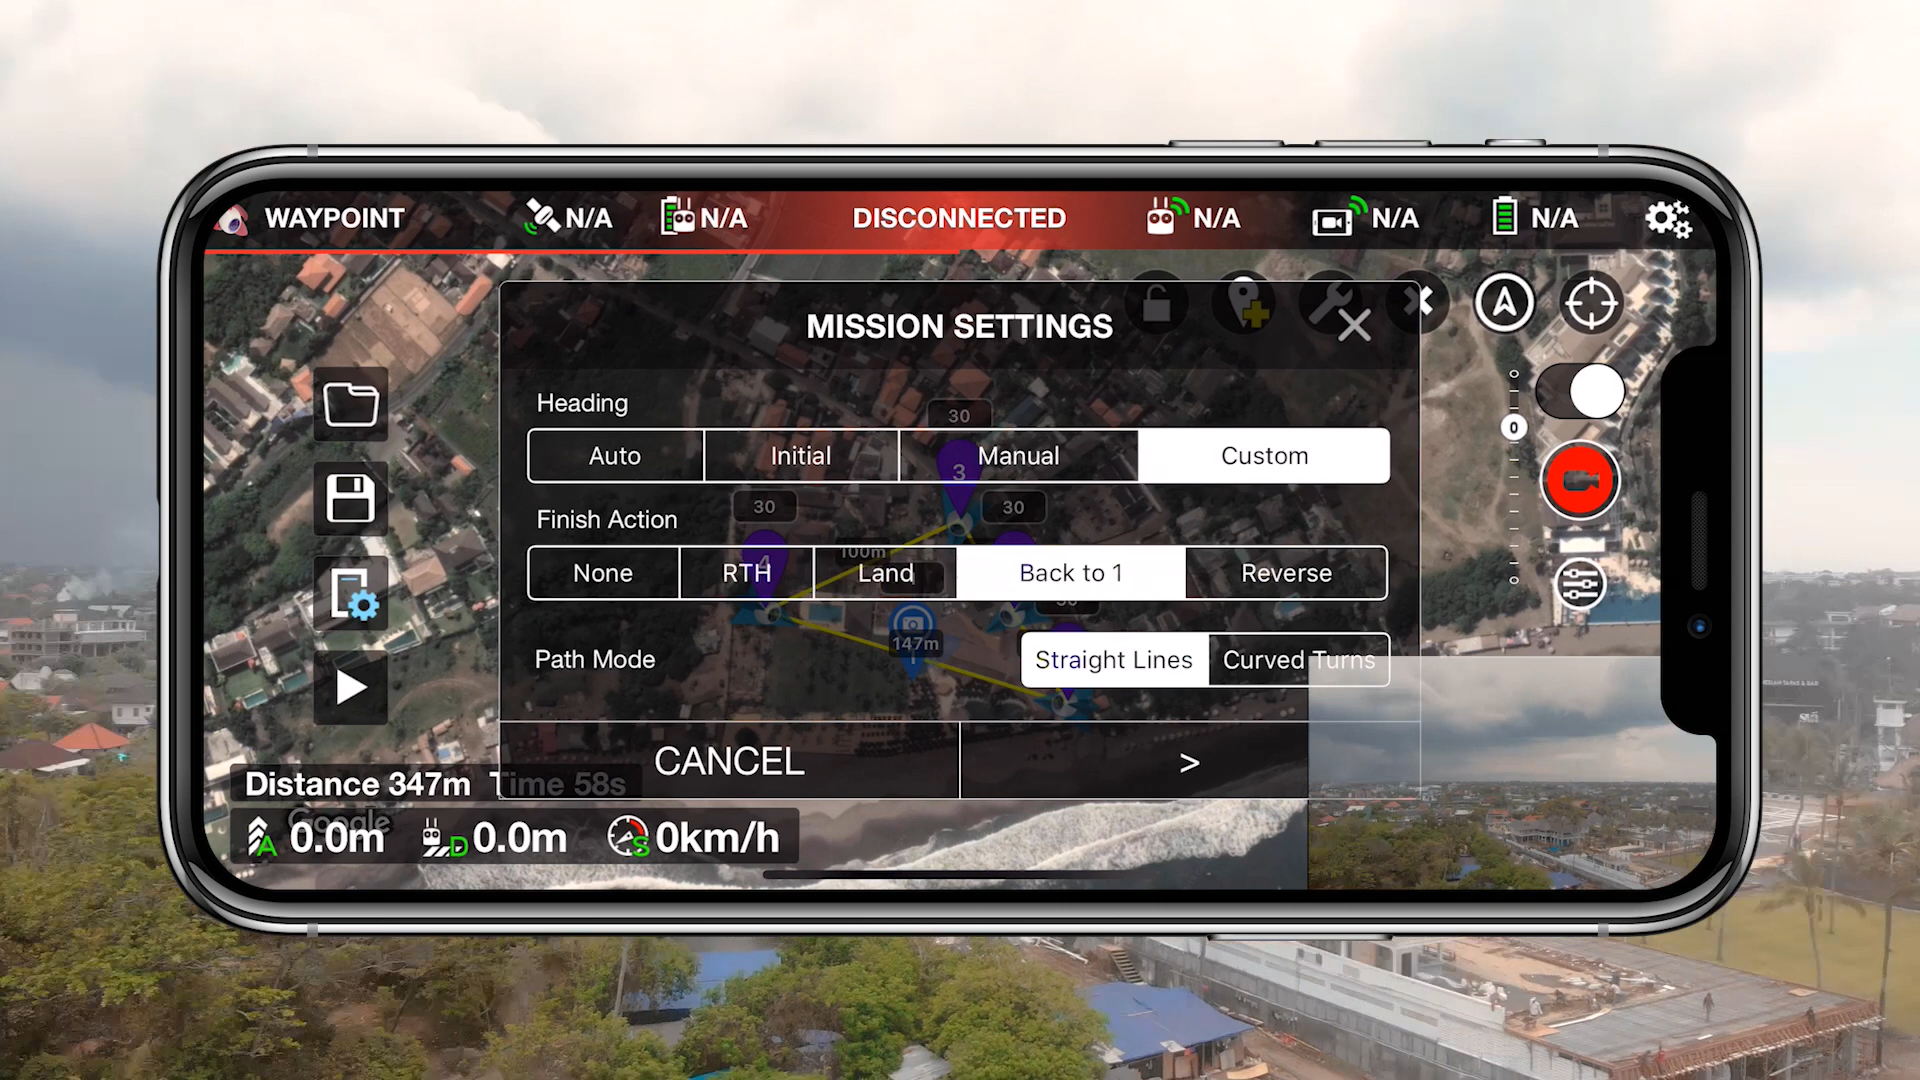 WAYPOINT N/A N/A DISCONNECTED N/A N/A N/A
MISSION SETTINGS
Heading
30
Auto Initial Manual Custom
3
30 30
Finish Action
4
100m
None RTH Land Back to 1 Reverse
0
147m
Path Mode Straight Lines Curved Turns
CANCEL >
Distance 347m Time 58s
Google
A 0.0m D 0.0m S 0km/h